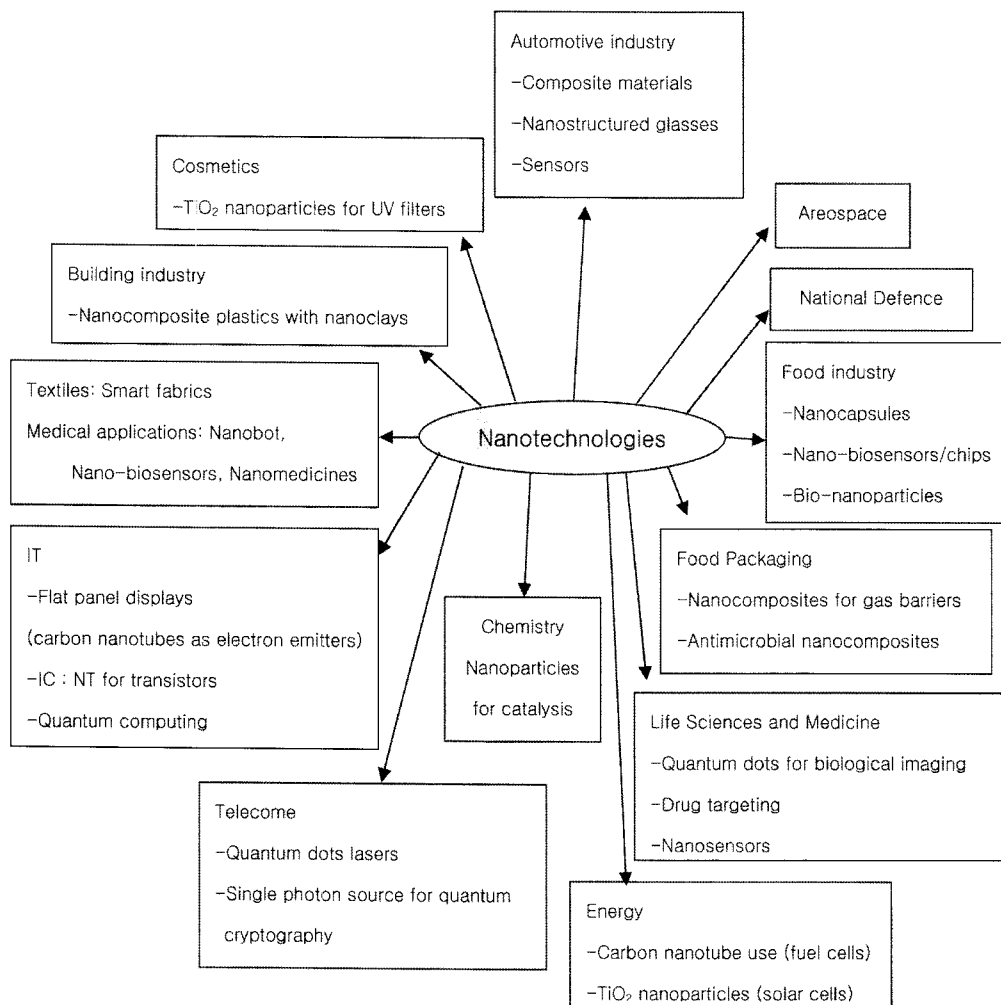 Automotive industry
-Composite materials
-Nanostructured glasses
-Sensors
Cosmetics
-TiO₂ nanoparticles for UV filters
Areospace
Building industry
-Nanocomposite plastics with nanoclays
National Defence
Textiles: Smart fabrics
Medical applications: Nanobot,
Nano-biosensors, Nanomedicines
Nanotechnologies
Food industry
-Nanocapsules
-Nano-biosensors/chips
-Bio-nanoparticles
IT
-Flat panel displays
(carbon nanotubes as electron emitters)
-IC : NT for transistors
-Quantum computing
Chemistry
Nanoparticles
for catalysis
Food Packaging
-Nanocomposites for gas barriers
-Antimicrobial nanocomposites
Life Sciences and Medicine
-Quantum dots for biological imaging
-Drug targeting
-Nanosensors
Telecome
-Quantum dots lasers
-Single photon source for quantum
cryptography
Energy
-Carbon nanotube use (fuel cells)
-TiO₂ nanoparticles (solar cells)